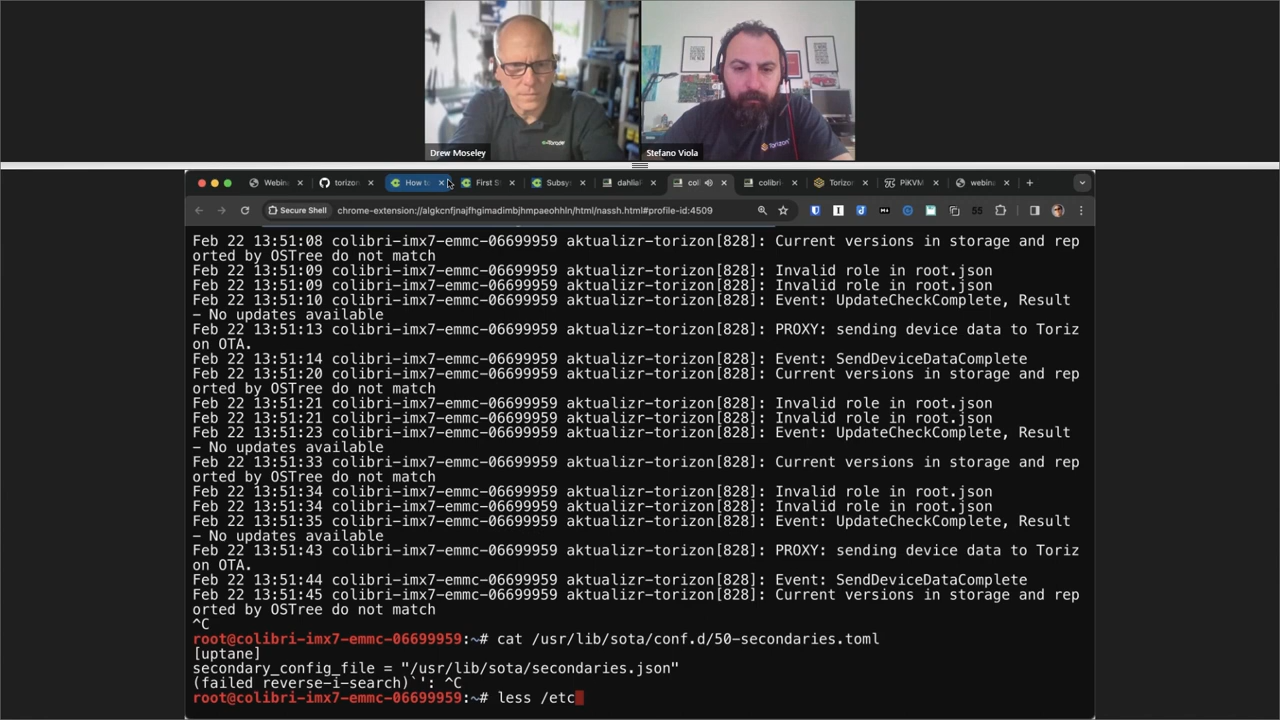 Torizon
Drew Moseley
Stefano Viola
Webin
torizon
How to
First S
Subsy
dahlia
col
colibri-
Torizon
PiKVM
webina
Secure Shell
chrome-extension://algkcnfjnajfhgimadimbjhmpaeohhln/html/nassh.html#profile-id:4509
Feb 22 13:51:08 colibri-imx7-emmc-06699959 aktualizr-torizon[828]: Current versions in storage and rep
orted by OSTree do not match
Feb 22 13:51:09 colibri-imx7-emmc-06699959 aktualizr-torizon[828]: Invalid role in root.json
Feb 22 13:51:09 colibri-imx7-emmc-06699959 aktualizr-torizon[828]: Invalid role in root.json
Feb 22 13:51:10 colibri-imx7-emmc-06699959 aktualizr-torizon[828]: Event: UpdateCheckComplete, Result
- No updates available
Feb 22 13:51:13 colibri-imx7-emmc-06699959 aktualizr-torizon[828]: PROXY: sending device data to Toriz
on OTA.
Feb 22 13:51:14 colibri-imx7-emmc-06699959 aktualizr-torizon[828]: Event: SendDeviceDataComplete
Feb 22 13:51:20 colibri-imx7-emmc-06699959 aktualizr-torizon[828]: Current versions in storage and rep
orted by OSTree do not match
Feb 22 13:51:21 colibri-imx7-emmc-06699959 aktualizr-torizon[828]: Invalid role in root.json
Feb 22 13:51:21 colibri-imx7-emmc-06699959 aktualizr-torizon[828]: Invalid role in root.json
Feb 22 13:51:23 colibri-imx7-emmc-06699959 aktualizr-torizon[828]: Event: UpdateCheckComplete, Result
- No updates available
Feb 22 13:51:33 colibri-imx7-emmc-06699959 aktualizr-torizon[828]: Current versions in storage and rep
orted by OSTree do not match
Feb 22 13:51:34 colibri-imx7-emmc-06699959 aktualizr-torizon[828]: Invalid role in root.json
Feb 22 13:51:34 colibri-imx7-emmc-06699959 aktualizr-torizon[828]: Invalid role in root.json
Feb 22 13:51:35 colibri-imx7-emmc-06699959 aktualizr-torizon[828]: Event: UpdateCheckComplete, Result
- No updates available
Feb 22 13:51:43 colibri-imx7-emmc-06699959 aktualizr-torizon[828]: PROXY: sending device data to Toriz
on OTA.
Feb 22 13:51:44 colibri-imx7-emmc-06699959 aktualizr-torizon[828]: Event: SendDeviceDataComplete
Feb 22 13:51:45 colibri-imx7-emmc-06699959 aktualizr-torizon[828]: Current versions in storage and rep
orted by OSTree do not match
^C
root@colibri-imx7-emmc-06699959:~# cat /usr/lib/sota/conf.d/50-secondaries.toml
[uptane]
secondary_config_file = "/usr/lib/sota/secondaries.json"
(failed reverse-i-search)`': ^C
root@colibri-imx7-emmc-06699959:~# less /etc